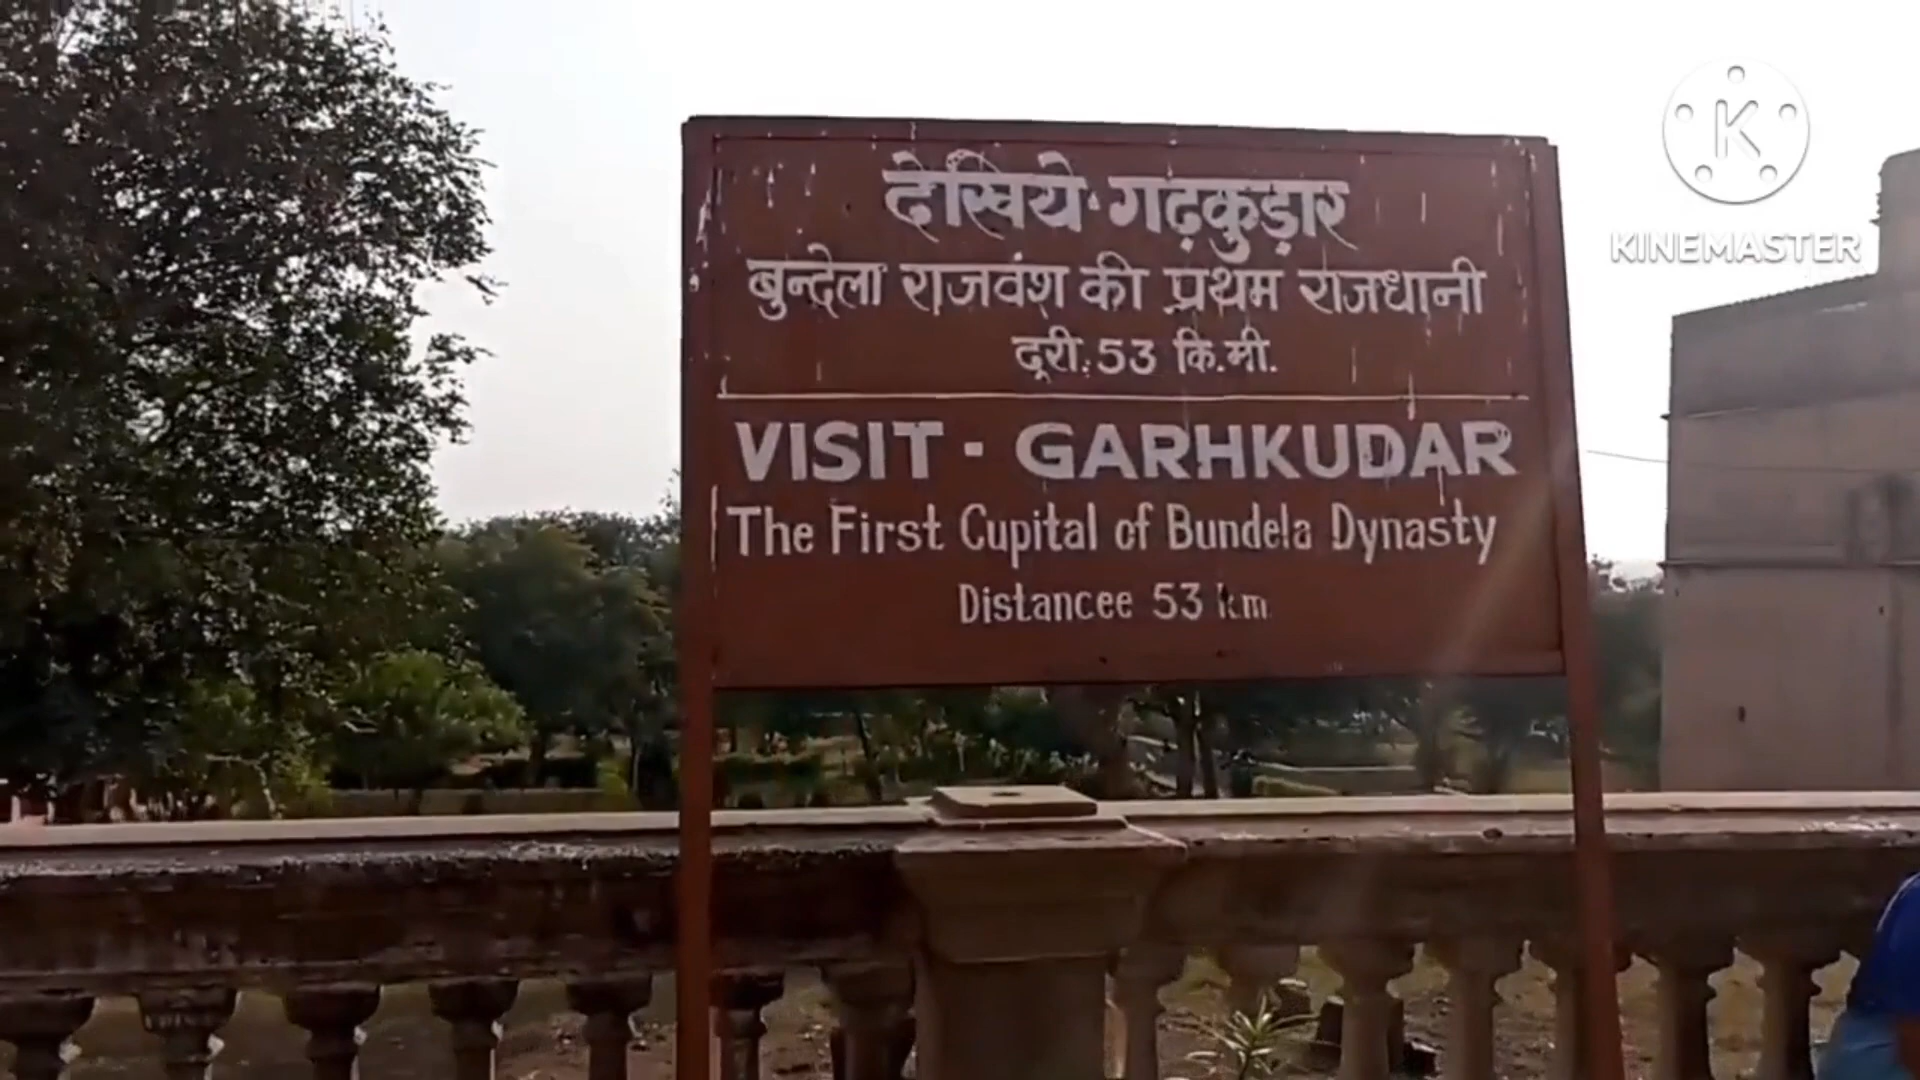 देखिये-गढ़कुड़ार
बुन्देला राजवंश की प्रथम राजधानी
दूरी. 53 कि.मी.
VISIT - GARHKUDAR
The First Cupital of Bundela Dynasty
Distancee 53 km
K
KINEMASTER